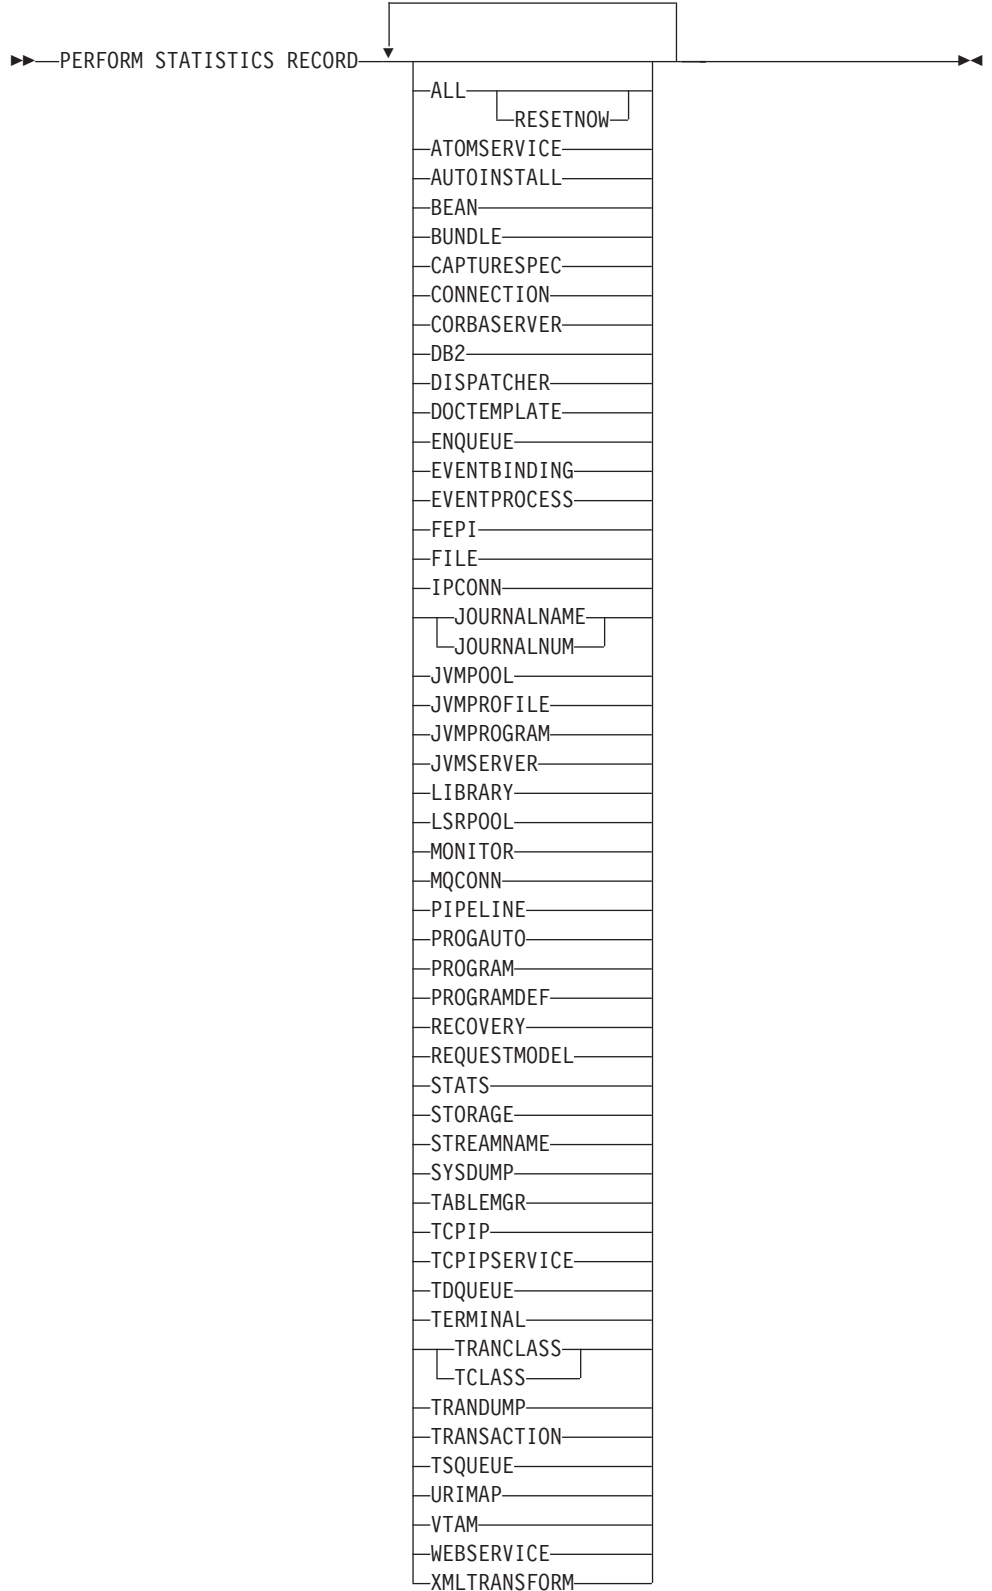 PERFORM STATISTICS RECORD
ALL
RESETNOW
ATOMSERVICE
AUTOINSTALL
BEAN
BUNDLE
CAPTURESPEC
CONNECTION
CORBASERVER
DB2
DISPATCHER
DOCTEMPLATE
ENQUEUE
EVENTBINDING
EVENTPROCESS
FEPI
FILE
IPCONN
JOURNALNAME
JOURNALNUM
JVMPOOL
JVMPROFILE
JVMPROGRAM
JVMSERVER
LIBRARY
LSRPOOL
MONITOR
MQCONN
PIPELINE
PROGAUTO
PROGRAM
PROGRAMDEF
RECOVERY
REQUESTMODEL
STATS
STORAGE
STREAMNAME
SYSDUMP
TABLEMGR
TCPIP
TCPIPSERVICE
TDQUEUE
TERMINAL
TRANCLASS
TCLASS
TRANDUMP
TRANSACTION
TSQUEUE
URIMAP
VTAM
WEBSERVICE
XMLTRANSFORM